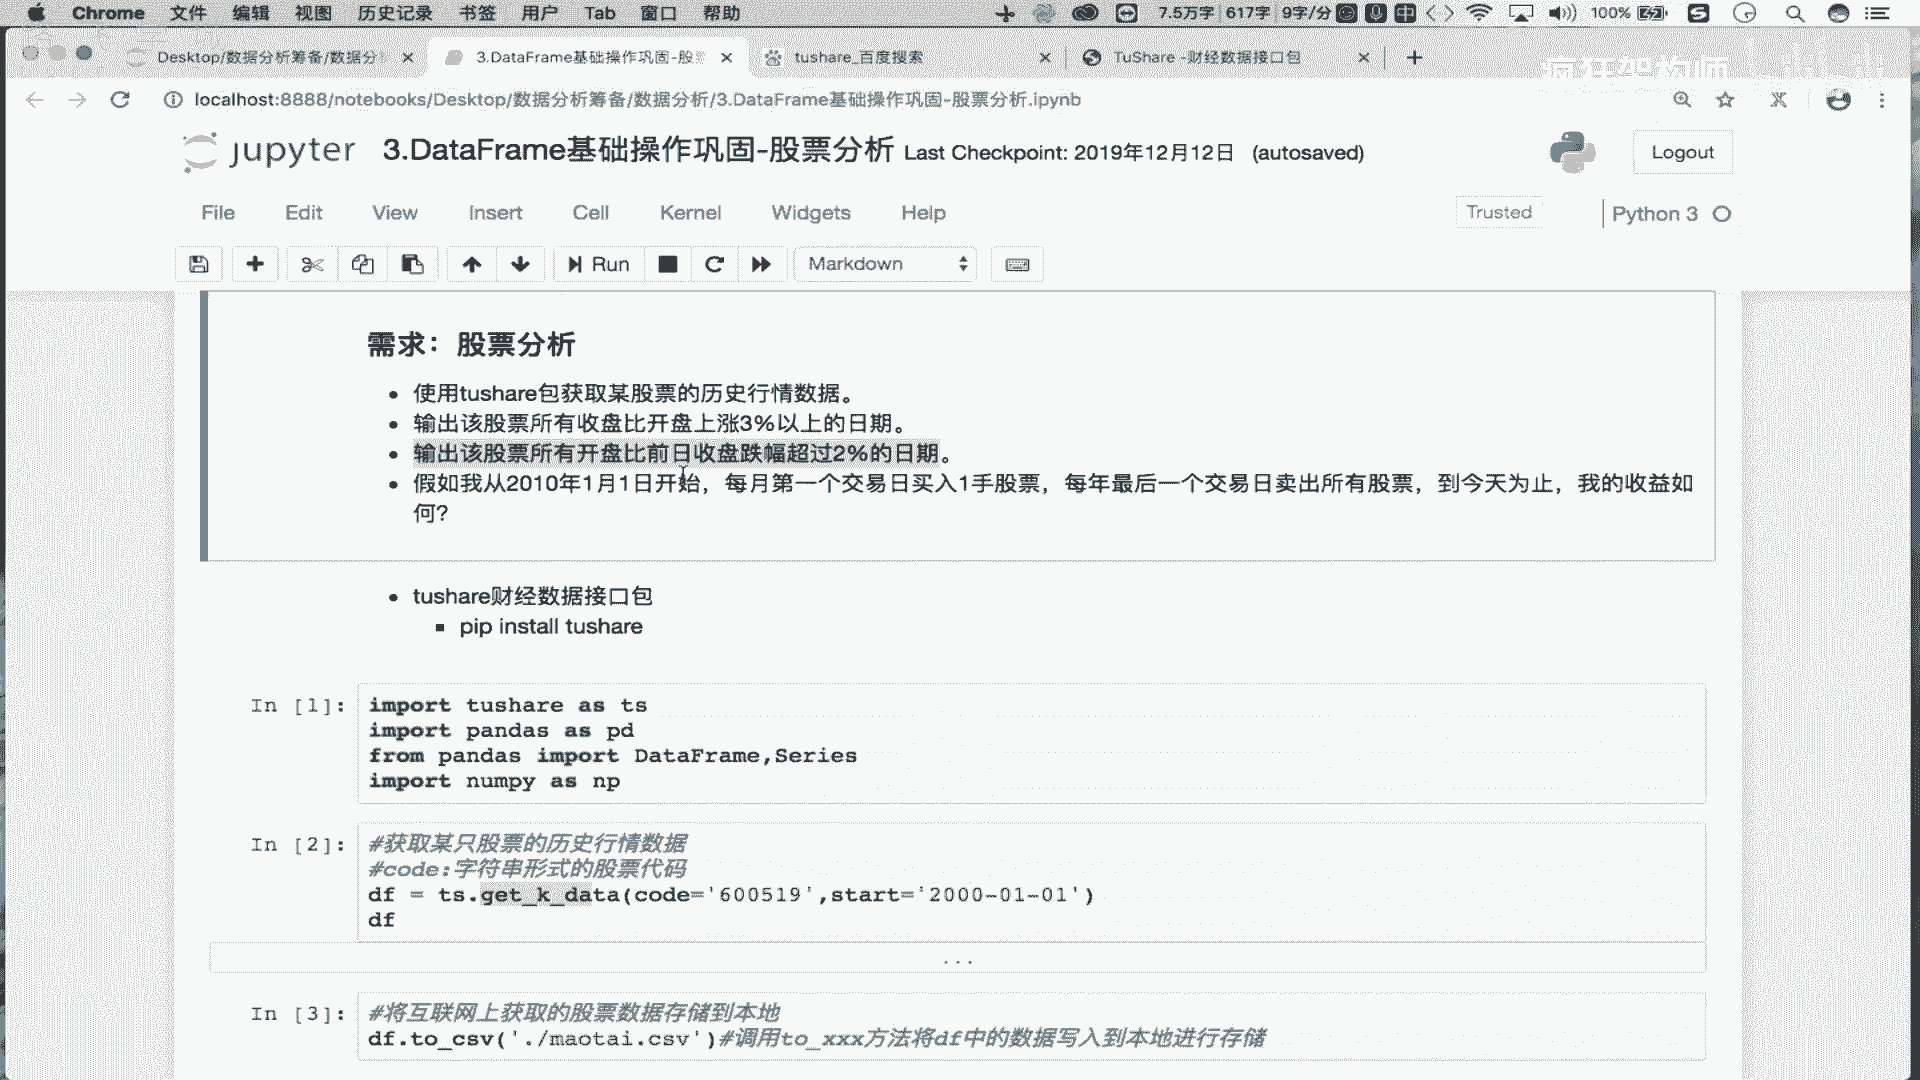 Chrome 文件 编辑 视图 历史记录 书签 用户 Tab 窗口 帮助 7.5万字 617字 9字/分 中 100%
Desktop/数据分析筹备/数据分 3.DataFrame基础操作巩固-股票 tushare_百度搜索 TuShare -财经数据接口包
疯狂架构师
localhost:8888/notebooks/Desktop/数据分析筹备/数据分析/3.DataFrame基础操作巩固-股票分析.ipynb
jupyter 3.DataFrame基础操作巩固-股票分析 Last Checkpoint: 2019年12月12日 (autosaved) Logout
File Edit View Insert Cell Kernel Widgets Help Trusted Python 3
Run Markdown
需求：股票分析
使用tushare包获取某股票的历史行情数据。
输出该股票所有收盘比开盘上涨3%以上的日期。
输出该股票所有开盘比前日收盘跌幅超过2%的日期。
假如我从2010年1月1日开始，每月第一个交易日买入1手股票，每年最后一个交易日卖出所有股票，到今天为止，我的收益如
何?
tushare财经数据接口包
pip install tushare
In [1]: import tushare as ts
import pandas as pd
from pandas import DataFrame,Series
import numpy as np
In [2]: #获取某只股票的历史行情数据
#code:字符串形式的股票代码
df = ts.get_k_data(code='600519',start='2000-01-01')
df
...
In [3]: #将互联网上获取的股票数据存储到本地
df.to_csv('./maotai.csv')#调用to_xxx方法将df中的数据写入到本地进行存储